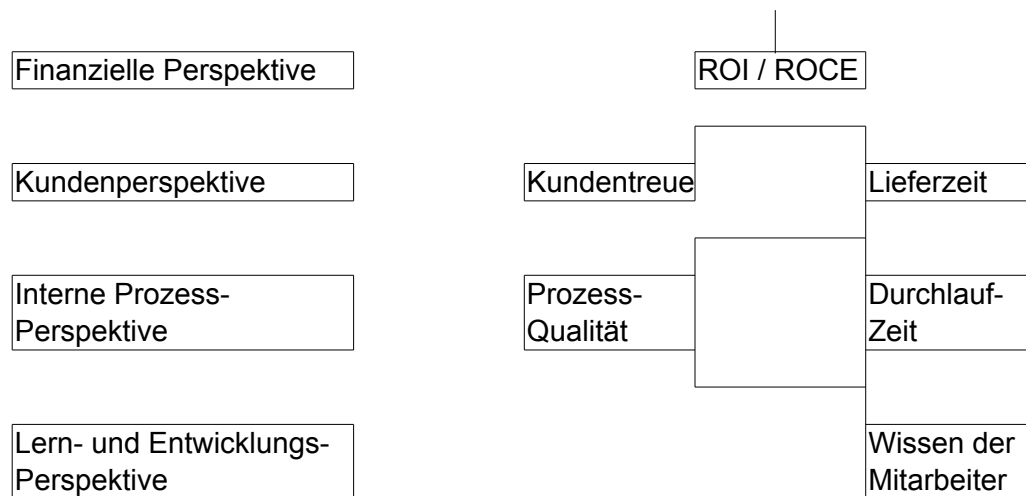 Finanzielle Perspektive
ROI / ROCE
Kundenperspektive
Kundentreue
Lieferzeit
Interne Prozess-
Perspektive
Prozess-
Qualität
Durchlauf-
Zeit
Lern- und Entwicklungs-
Perspektive
Wissen der
Mitarbeiter